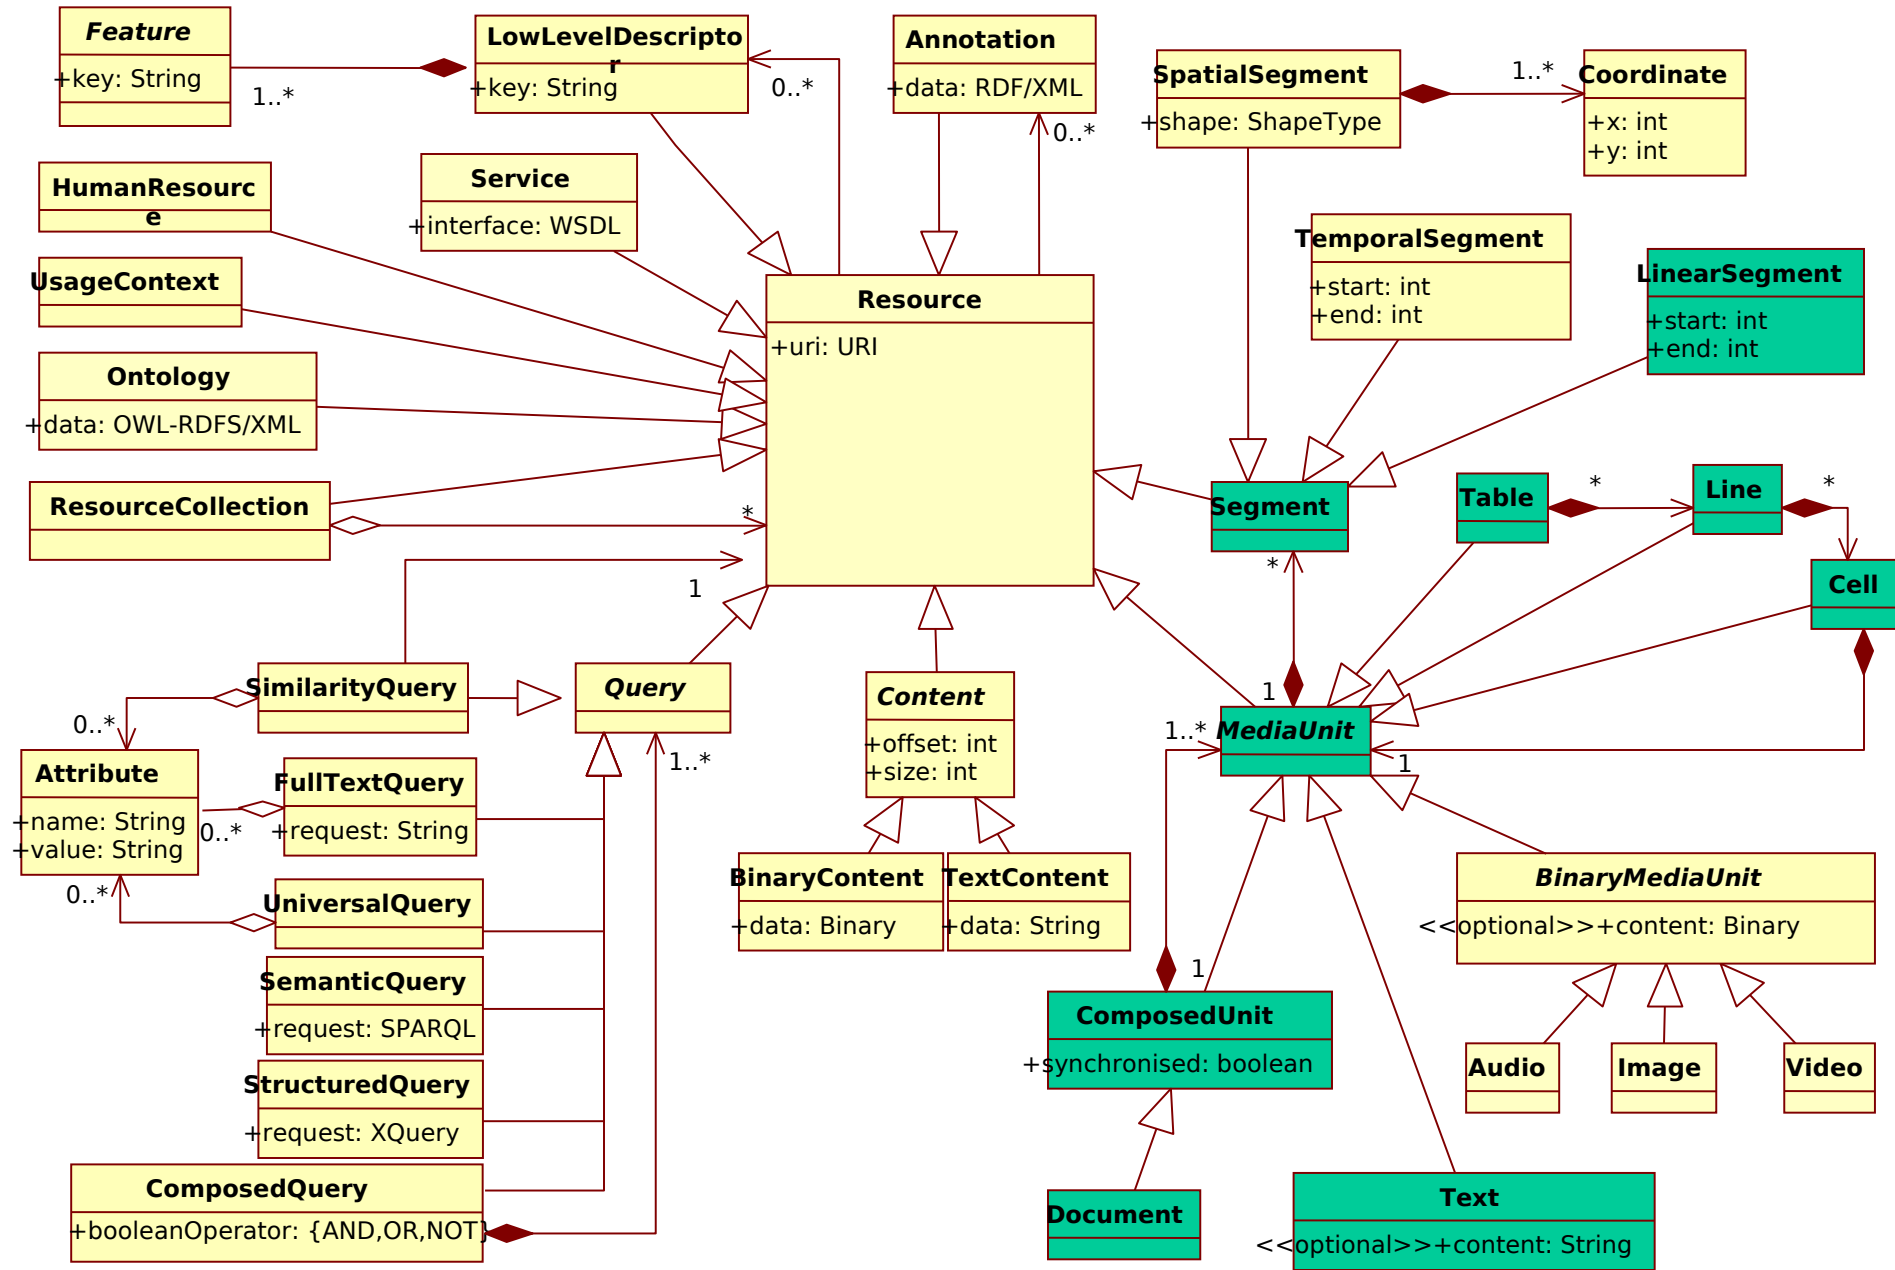 Feature
+key: String
1..*
LowLevelDescripto
r
+key: String
0..*
Annotation
+data: RDF/XML
0..*
SpatialSegment
+shape: ShapeType
1..*
Coordinate
+x: int
+y: int
HumanResourc
e
Service
+interface: WSDL
TemporalSegment
+start: int
+end: int
LinearSegment
+start: int
+end: int
UsageContext
Resource
+uri: URI
Ontology
+data: OWL-RDFS/XML
ResourceCollection
*
1
Segment
*
Table
*
Line
*
Cell
SimilarityQuery
0..*
Query
1..*
Content
+offset: int
+size: int
1
1..*
MediaUnit
1
Attribute
+name: String
+value: String
0..*
0..*
FullTextQuery
+request: String
UniversalQuery
BinaryContent
+data: Binary
TextContent
+data: String
BinaryMediaUnit
<<optional>>+content: Binary
SemanticQuery
+request: SPARQL
1
ComposedUnit
+synchronised: boolean
Audio
Image
Video
StructuredQuery
+request: XQuery
ComposedQuery
+booleanOperator: {AND,OR,NOT}
Document
Text
<<optional>>+content: String